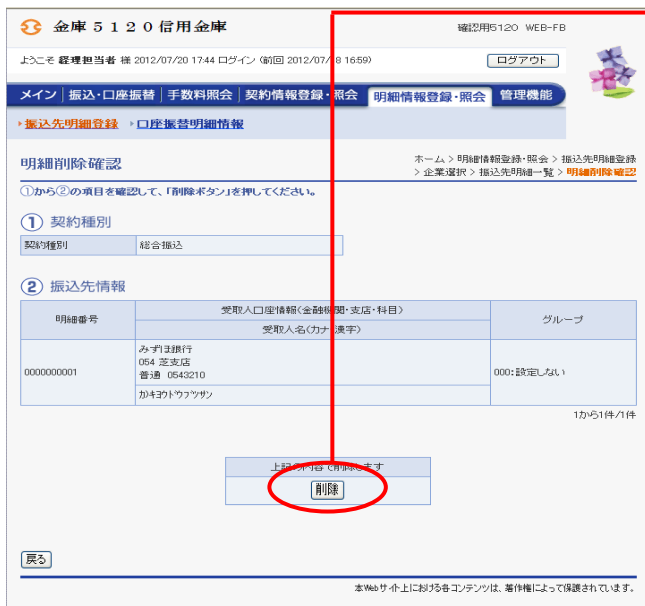 金庫５１２０信用金庫
確認用5120 WEB-FB
ようこそ 経理担当者 様 2012/07/20 17:44 ログイン (前回 2012/07/ 8 16:59)
ログアウト
メイン 振込・口座振替 手数料照会 契約情報登録・照会 明細情報登録・照会 管理機能
振込先明細登録 口座振替明細情報
明細削除確認
ホーム > 明細情報登録・照会 > 振込先明細登録
> 企業選択 > 振込先明細一覧 > 明細削除確認
①から②の項目を確認して、「削除ボタン」を押してください。
① 契約種別
契約種別 総合振込
② 振込先情報
明細番号 受取人口座情報(金融機関・支店・科目) グループ
受取人名(カナ/漢字)
みずほ銀行
054 芝支店
0000000001 普通 0543210 000:設定しない
カ)キヨウトウフツサン
1から1件/1件
上記の内容で削除します
削除
戻る
本Webサイト上における各コンテンツは、著作権によって保護されています。